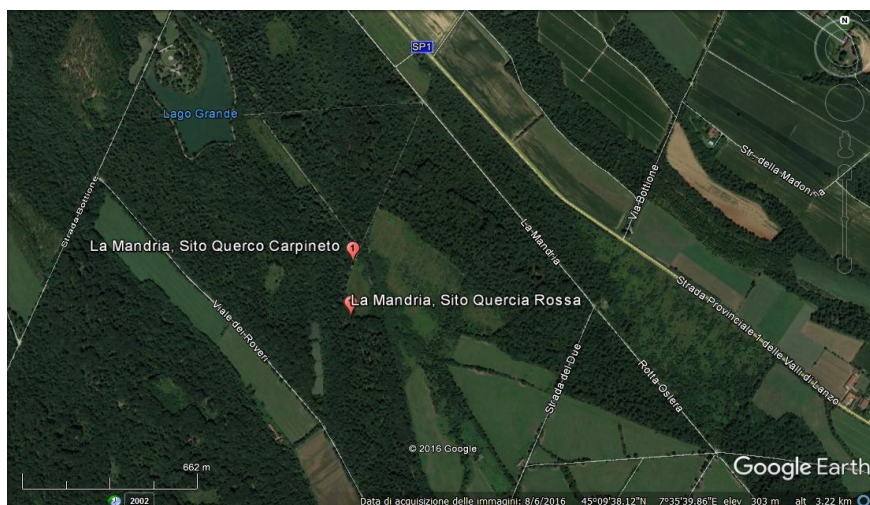 N
SP1
Lago Grande
Str. della Madonna
Via Bottione
Strada Bottione
La Mandria
La Mandria, Sito Querco Carpineto
1
La Mandria, Sito Quercia Rossa
Strada Provinciale 1 delle Valli di Lanzo
Viale dei Roveri
Strada del Due
Rotta Osiera
© 2016 Google
662 m
Google Earth
2002
Data di acquisizione delle immagini: 8/6/2016 45°09'38.12"N 7°35'39.86"E elev 303 m alt 3.22 km